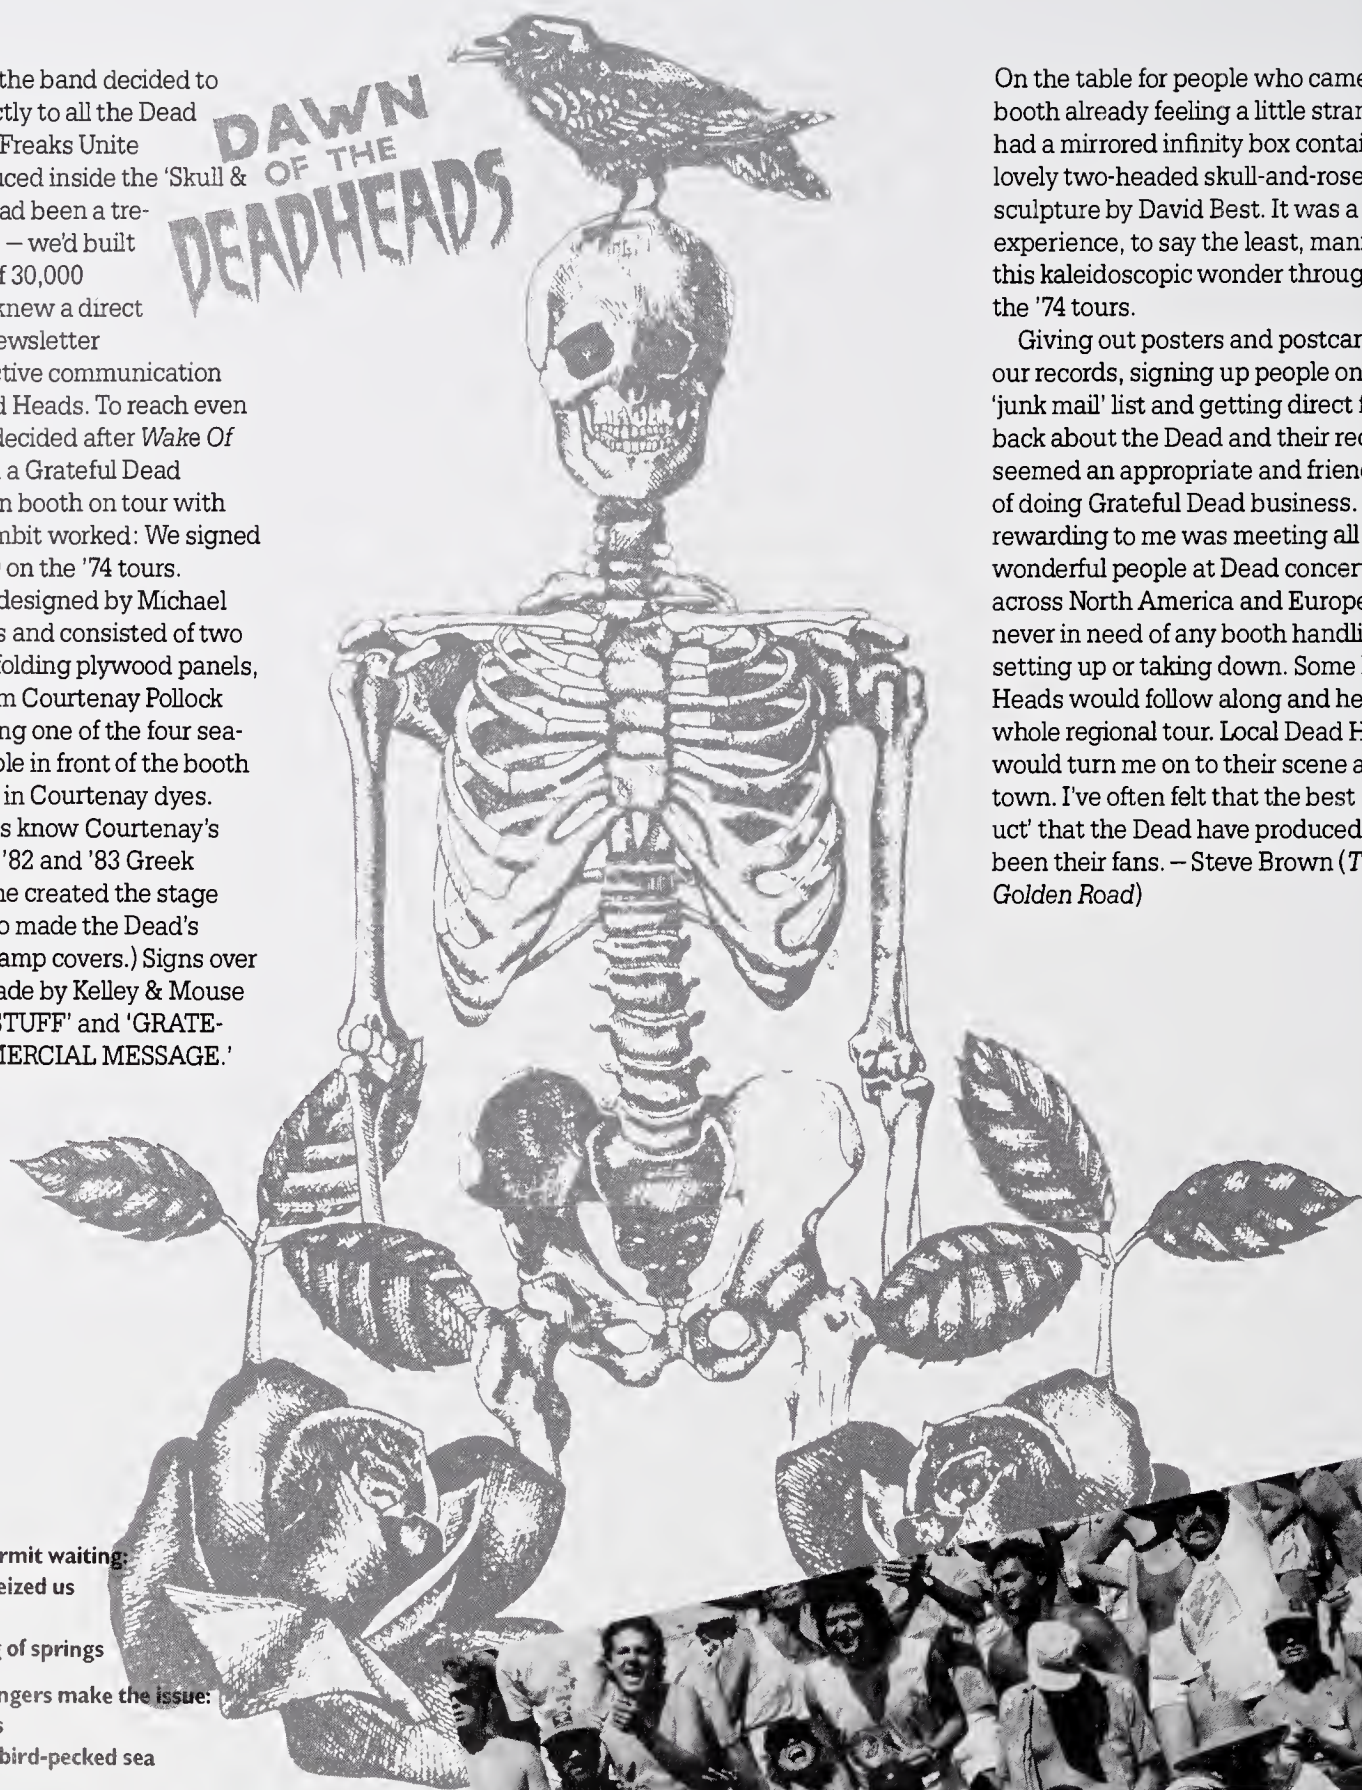 the band decided to
ctly to all the Dead
Freaks Unite
uced inside the 'Skull &
ad been a tre-
– we'd built
f 30,000
knew a direct
ewsletter
ctive communication
d Heads. To reach even
decided after Wake Of
a Grateful Dead
n booth on tour with
mbit worked: We signed
on the '74 tours.
designed by Michael
s and consisted of two
folding plywood panels,
m Courtenay Pollock
ng one of the four sea-
ble in front of the booth
in Courtenay dyes.
s know Courtenay's
'82 and '83 Greek
he created the stage
o made the Dead's
amp covers.) Signs over
ade by Kelley & Mouse
STUFF' and 'GRATE-
MERCIAL MESSAGE.'
DAWN
OF THE
DEADHEADS
On the table for people who came
booth already feeling a little stran
had a mirrored infinity box contai
lovely two-headed skull-and-rose
sculpture by David Best. It was a
experience, to say the least, man
this kaleidoscopic wonder throug
the '74 tours.
Giving out posters and postcar
our records, signing up people on
'junk mail' list and getting direct f
back about the Dead and their rec
seemed an appropriate and frien
of doing Grateful Dead business.
rewarding to me was meeting all
wonderful people at Dead concer
across North America and Europe
never in need of any booth handli
setting up or taking down. Some
Heads would follow along and he
whole regional tour. Local Dead H
would turn me on to their scene a
town. I've often felt that the best
uct' that the Dead have produced
been their fans. – Steve Brown (T
Golden Road)
rmit waiting:
eized us
of springs
ngers make the issue:
s
bird-pecked sea